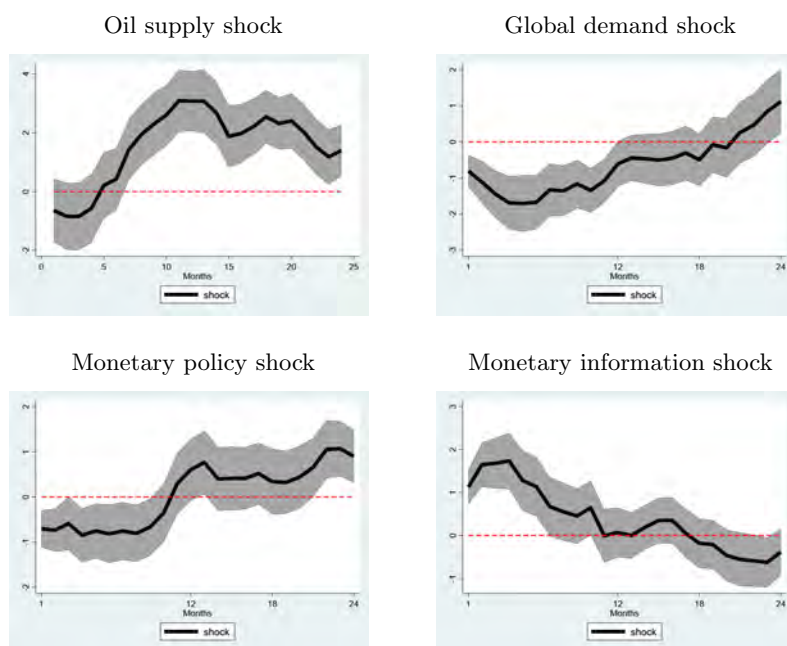 Oil supply shock
Global demand shock
4
2
0
-2
0 5 10 15 20 25
Months
shock
2
1
0
-1
-2
-3
1 12 18 24
Months
shock
Monetary policy shock
Monetary information shock
2
1
0
-1
-2
1 12 18 24
Months
shock
3
2
1
0
-1
1 12 18 24
Months
shock